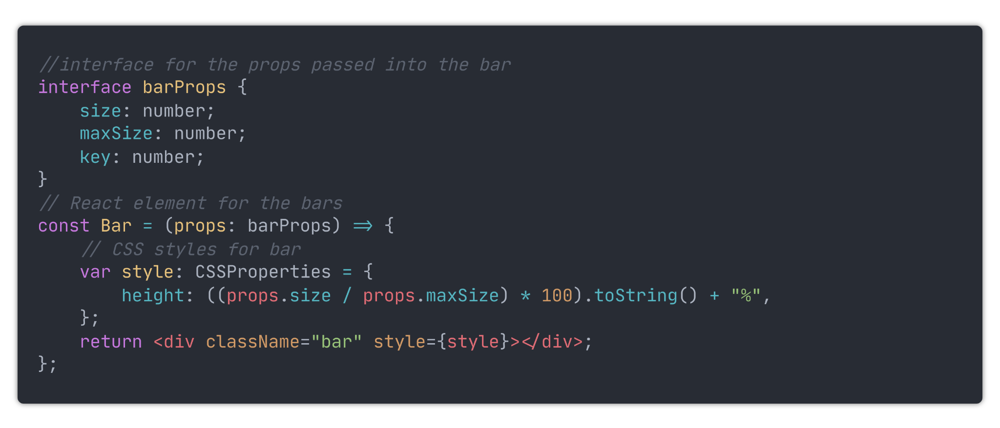 //interface for the props passed into the bar
interface barProps {
    size: number;
    maxSize: number;
    key: number;
}
// React element for the bars
const Bar = (props: barProps) => {
    // CSS styles for bar
    var style: CSSProperties = {
        height: ((props.size / props.maxSize) * 100).toString() + "%",
    };
    return <div className="bar" style={style}></div>;
};